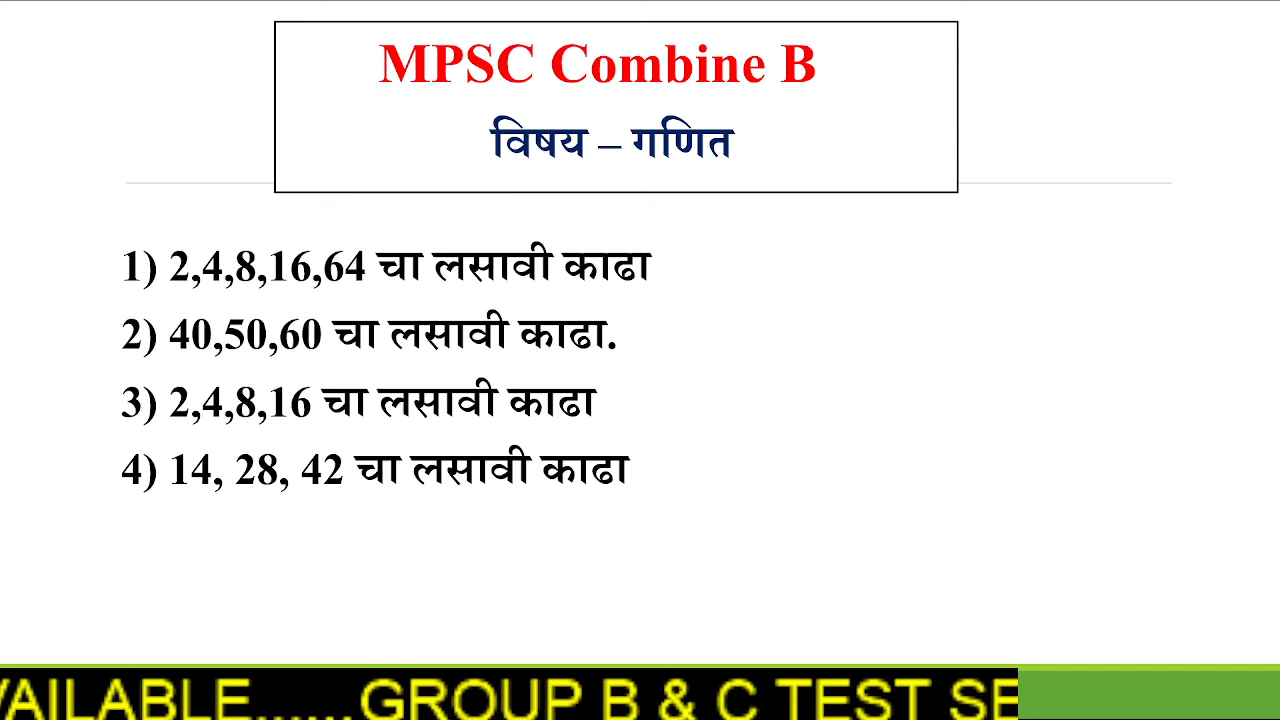 MPSC Combine B
विषय – गणित
1) 2,4,8,16,64 चा लसावी काढा
2) 40,50,60 चा लसावी काढा.
3) 2,4,8,16 चा लसावी काढा
4) 14, 28, 42 चा लसावी काढा
VAILABLE......GROUP B & C TEST SE